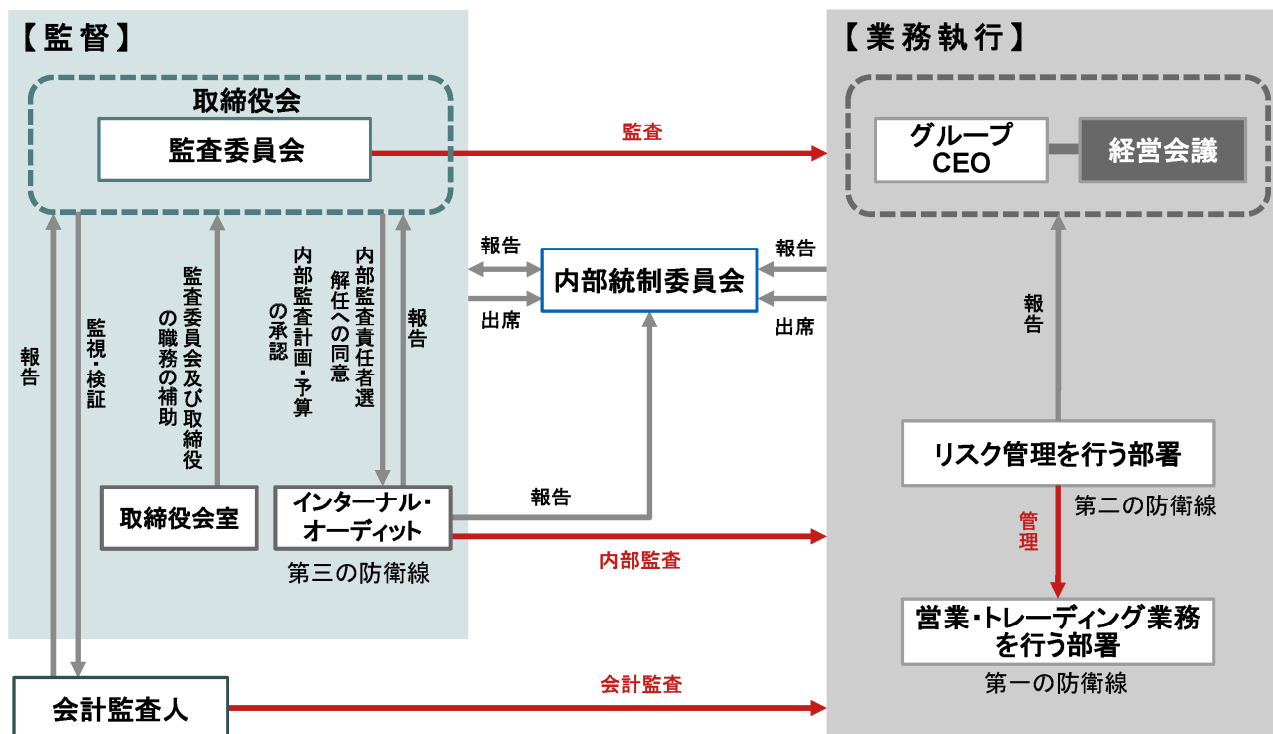 【監督】
取締役会
監査委員会
監査
【業務執行】
グループ
CEO
経営会議
報告
監視・検証
監査委員会及び取締役
の職務の補助
内部監査責任者選
解任への同意
内部監査計画・予算
の承認
報告
報告
出席
内部統制委員会
報告
出席
報告
リスク管理を行う部署
第二の防衛線
管理
営業・トレーディング業務
を行う部署
第一の防衛線
取締役会室
インターナル・
オーディット
第三の防衛線
報告
内部監査
会計監査人
会計監査